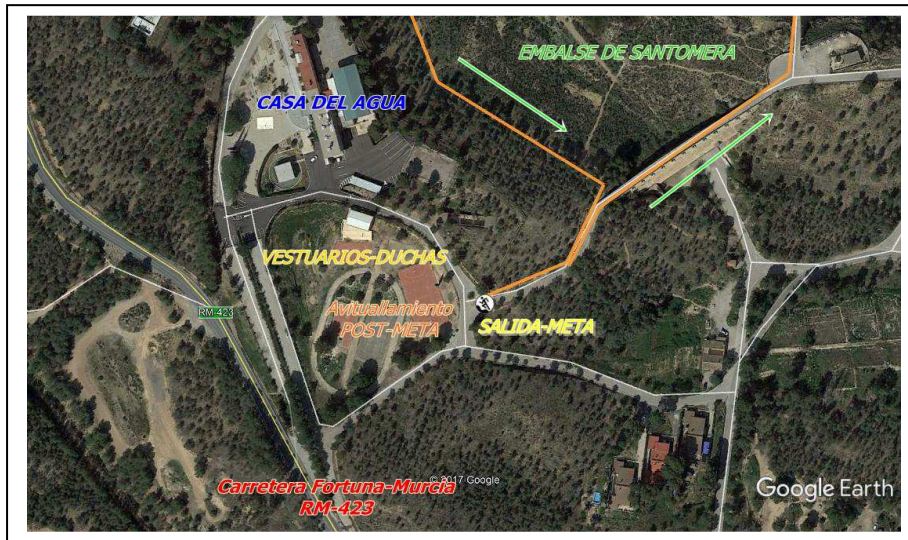 EMBALSE DE SANTOMERA
CASA DEL AGUA
VESTUARIOS-DUCHAS
Avituallamiento
POST-META
RM-423
SALIDA-META
Carretera Fortuna-Murcia
RM-423
© 2017 Google
Google Earth